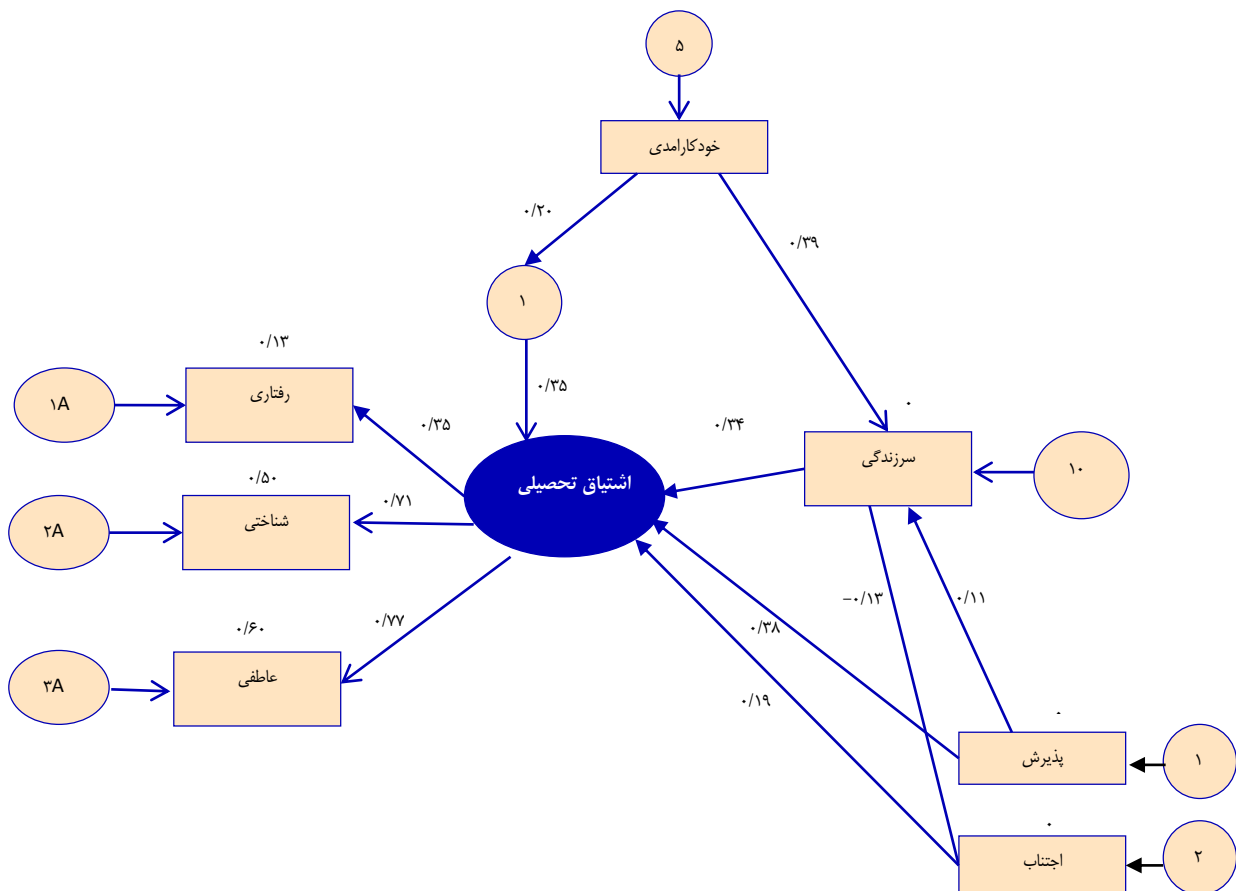 ۵
خودکارامدی
۰/۲۰
۰/۳۹
۱
۰/۱۳
رفتاری
۱A
۰/۳۵
۰/۳۵
۰/۳۴
۰
سرزندگی
۱۰
اشتیاق تحصیلی
۰/۵۰
۰/۷۱
شناختی
۲A
-۰/۱۳
۰/۱۱
۰/۶۰
۰/۷۷
۰/۳۸
عاطفی
۳A
۰/۱۹
۰
پذیرش
۱
۰
اجتناب
۲